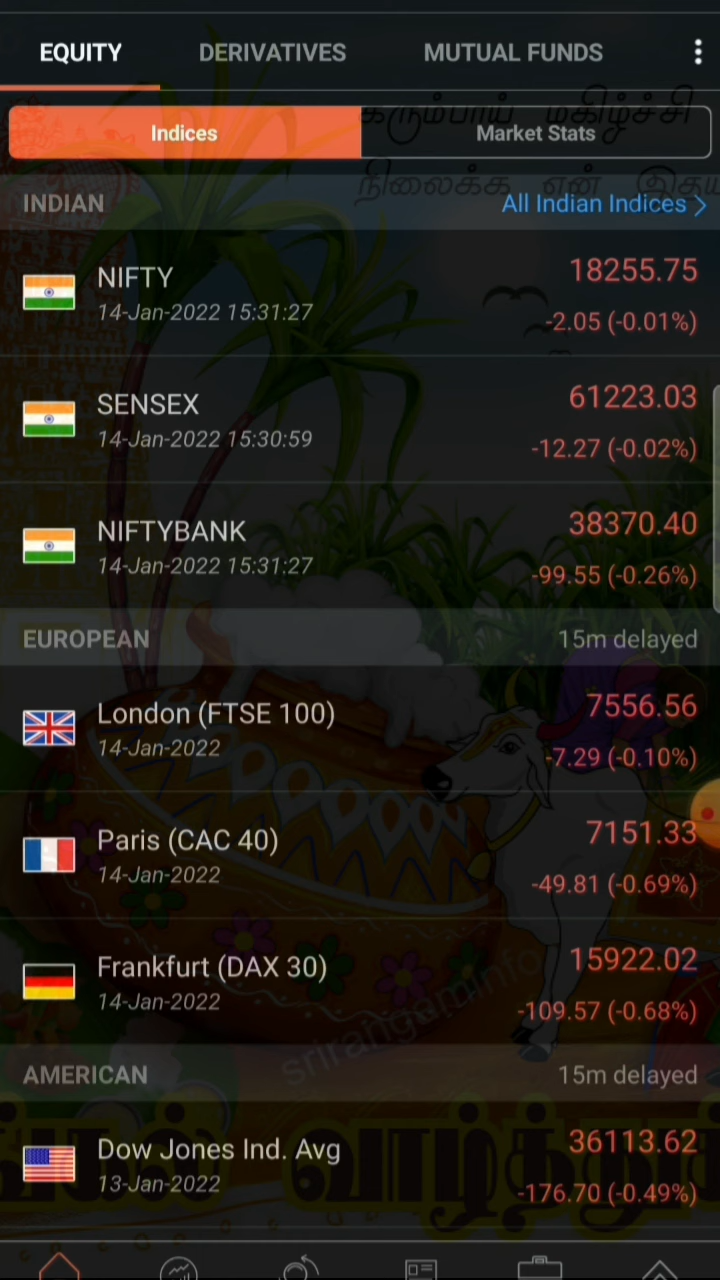 EQUITY DERIVATIVES MUTUAL FUNDS
Indices Market Stats
கரும்பாய் மகிழ்ச்சி
நிலைக்க என்
INDIAN All Indian Indices
NIFTY 18255.75
14-Jan-2022 15:31:27 -2.05 (-0.01%)
SENSEX 61223.03
14-Jan-2022 15:30:59 -12.27 (-0.02%)
NIFTYBANK 38370.40
14-Jan-2022 15:31:27 -99.55 (-0.26%)
EUROPEAN 15m delayed
London (FTSE 100) 7556.56
14-Jan-2022 -7.29 (-0.10%)
Paris (CAC 40) 7151.33
14-Jan-2022 -49.81 (-0.69%)
Frankfurt (DAX 30) 15922.02
14-Jan-2022 -109.57 (-0.68%)
srirangaminfo
AMERICAN 15m delayed
Dow Jones Ind. Avg 36113.62
13-Jan-2022 -176.70 (-0.49%)